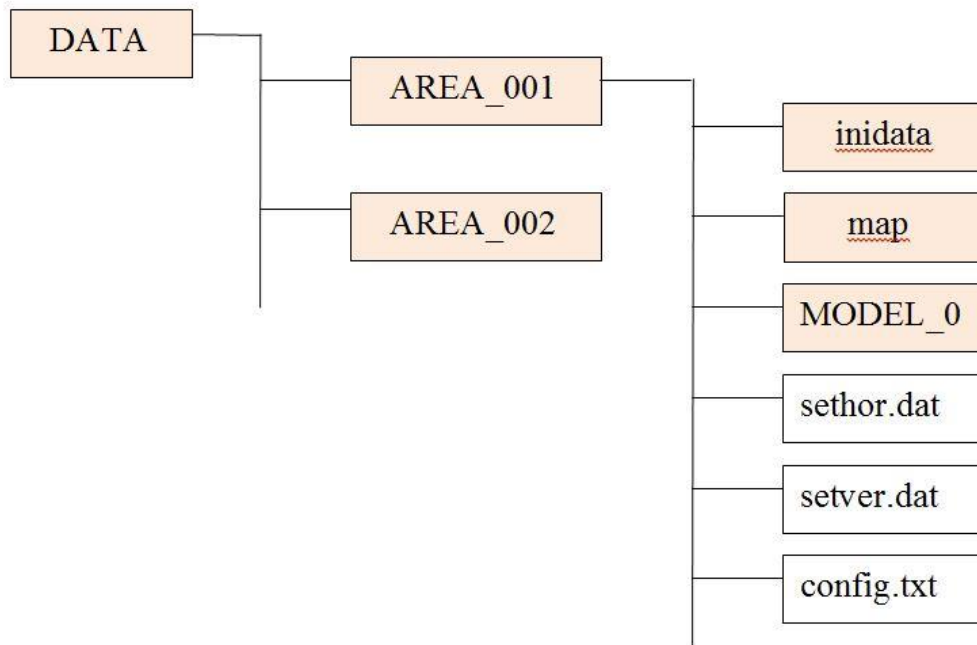 DATA
AREA_001
inidata
map
AREA_002
MODEL_0
sethor.dat
setver.dat
config.txt